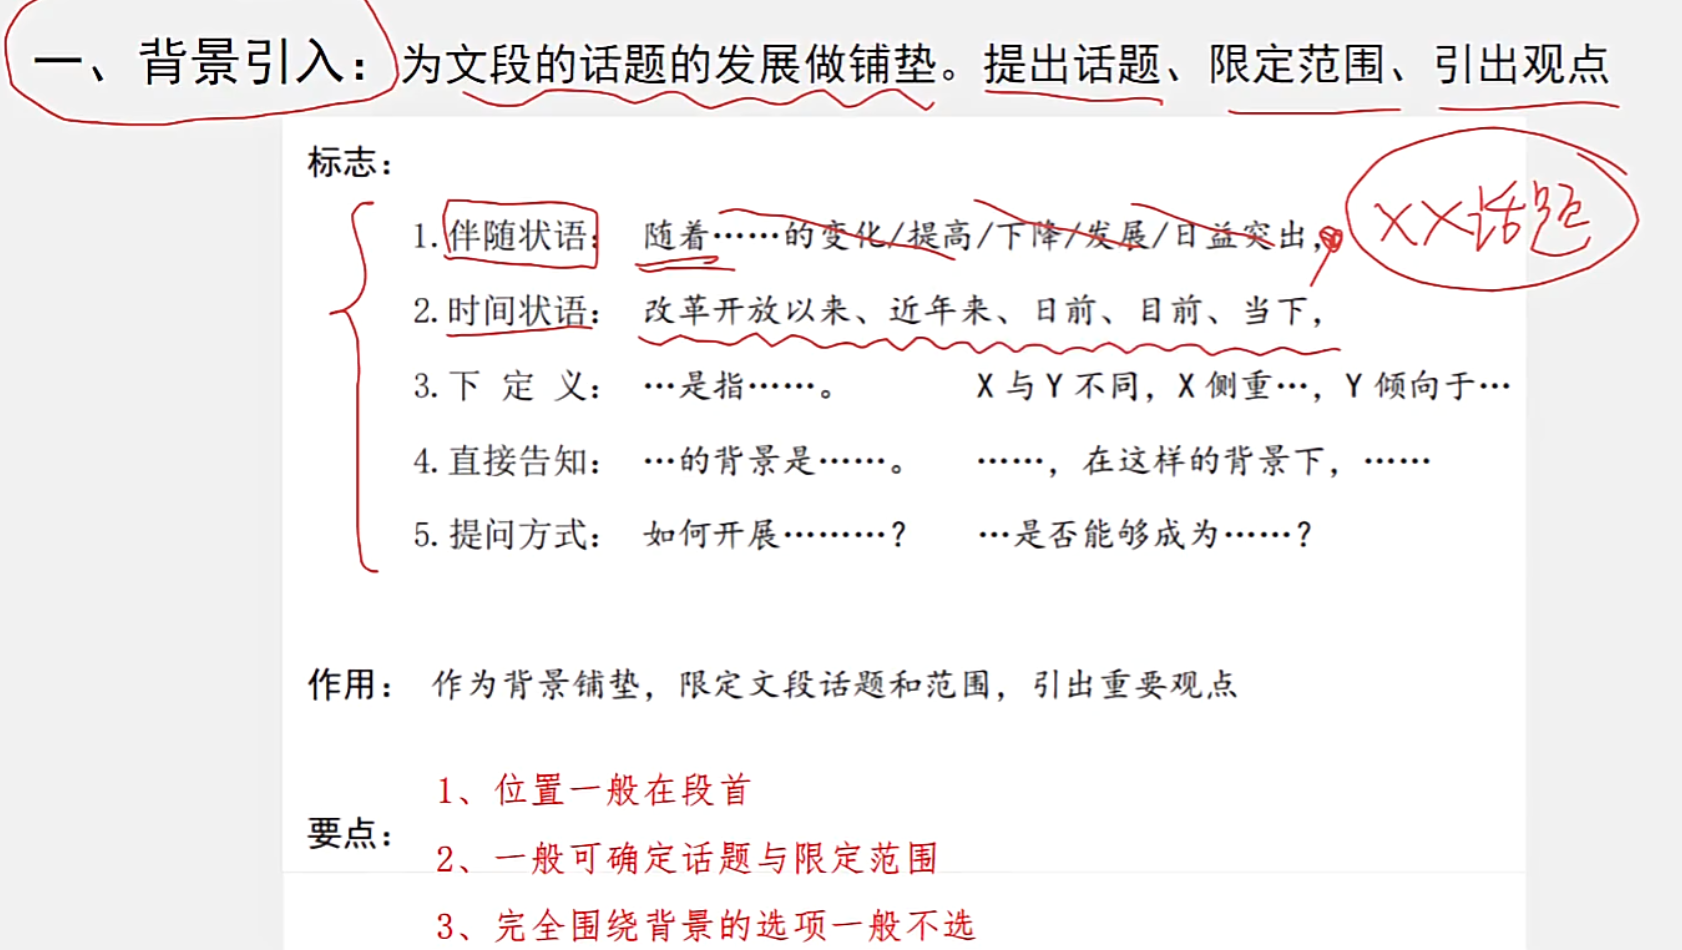 一、背景引入：为文段的话题的发展做铺垫。提出话题、限定范围、引出观点
标志：
1.伴随状语：  随着……的变化/提高/下降/发展/日益突出，
XX话题
2.时间状语：  改革开放以来、近年来、日前、目前、当下，
3.下 定 义：  …是指……。  X 与 Y 不同，X 侧重…，Y 倾向于…
4.直接告知：  …的背景是……。  ……，在这样的背景下，……
5.提问方式：  如何开展………？  …是否能够成为……？
作用：  作为背景铺垫，限定文段话题和范围，引出重要观点
1、位置一般在段首
要点：
2、一般可确定话题与限定范围
3、完全围绕背景的选项一般不选